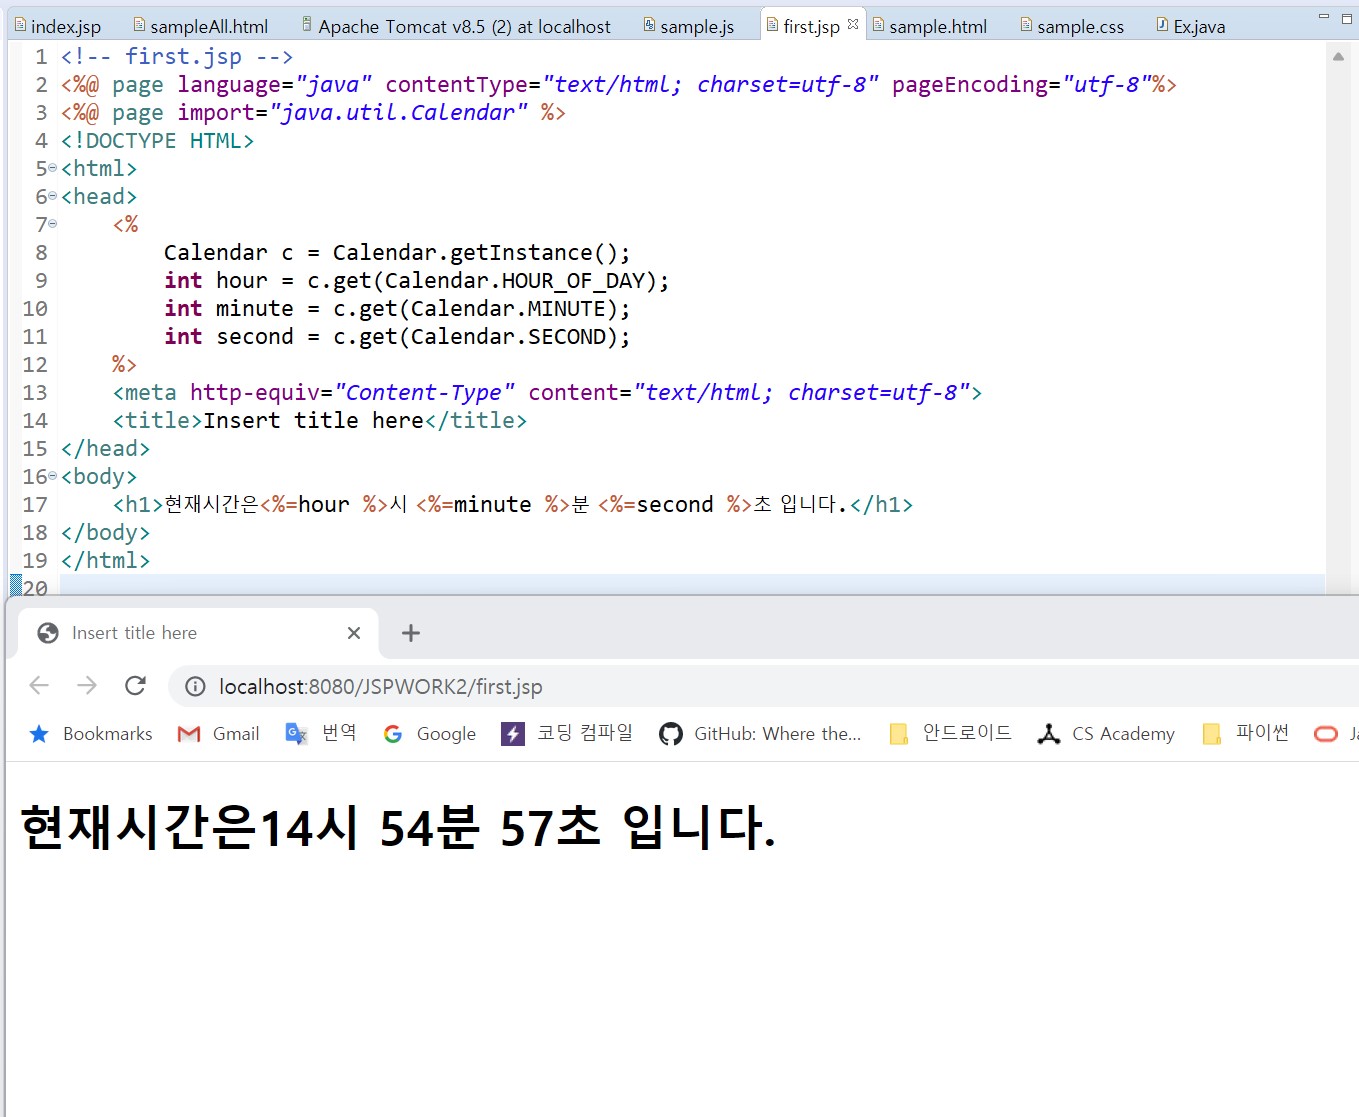 index.jsp sampleAll.html Apache Tomcat v8.5 (2) at localhost sample.js first.jsp sample.html sample.css Ex.java
1 <!-- first.jsp -->
2 <%@ page language="java" contentType="text/html; charset=utf-8" pageEncoding="utf-8"%>
3 <%@ page import="java.util.Calendar" %>
4 <!DOCTYPE HTML>
5 <html>
6 <head>
7 <%
8 Calendar c = Calendar.getInstance();
9 int hour = c.get(Calendar.HOUR_OF_DAY);
10 int minute = c.get(Calendar.MINUTE);
11 int second = c.get(Calendar.SECOND);
12 %>
13 <meta http-equiv="Content-Type" content="text/html; charset=utf-8">
14 <title>Insert title here</title>
15 </head>
16 <body>
17 <h1>현재시간은<%=hour %>시 <%=minute %>분 <%=second %>초 입니다.</h1>
18 </body>
19 </html>
20
Insert title here
localhost:8080/JSPWORK2/first.jsp
Bookmarks Gmail 번역 Google 코딩 컴파일 GitHub: Where the... 안드로이드 CS Academy 파이썬
현재시간은14시 54분 57초 입니다.